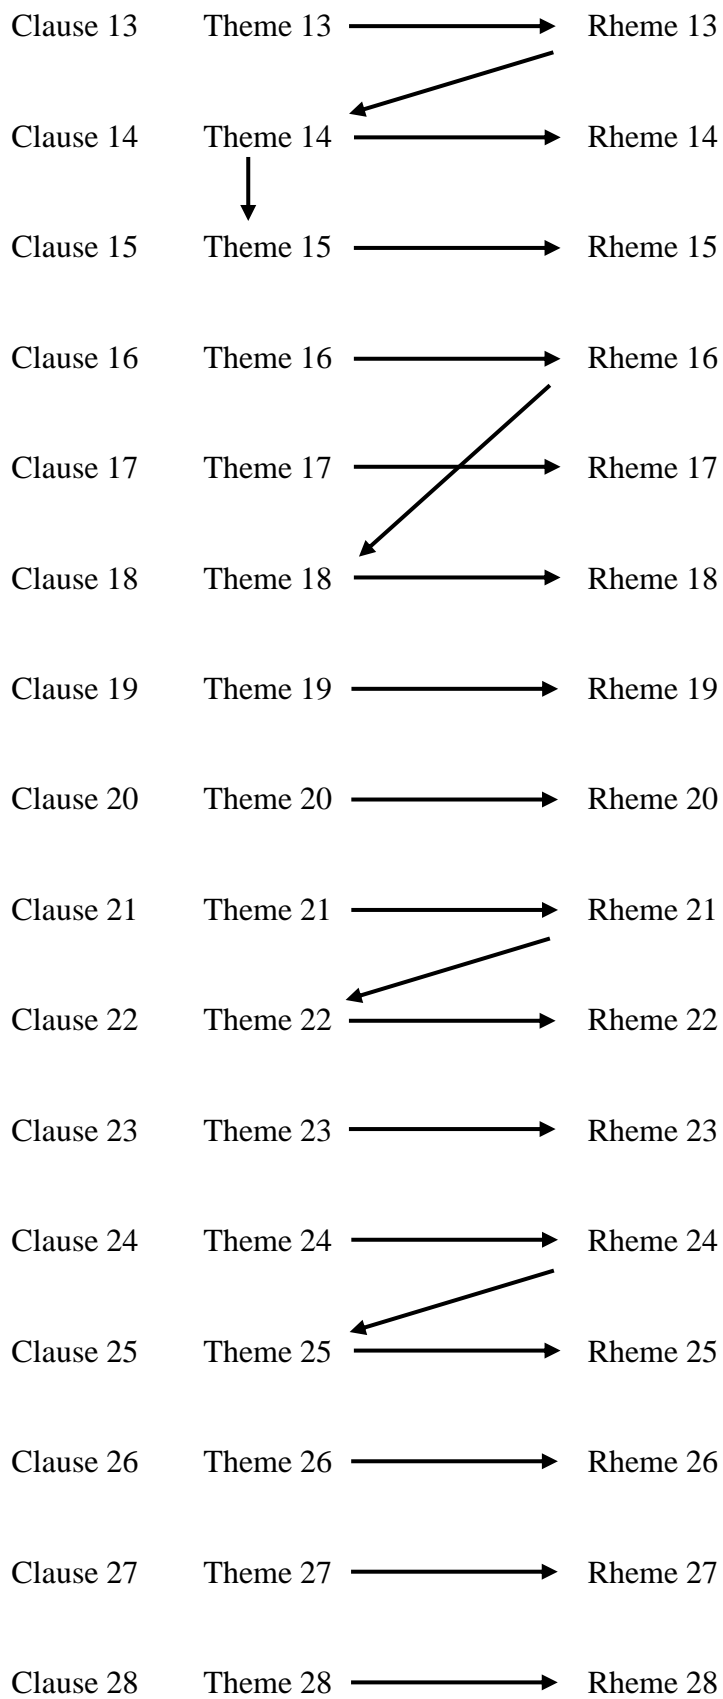 Clause 13 Theme 13 Rheme 13
Clause 14 Theme 14 Rheme 14
Clause 15 Theme 15 Rheme 15
Clause 16 Theme 16 Rheme 16
Clause 17 Theme 17 Rheme 17
Clause 18 Theme 18 Rheme 18
Clause 19 Theme 19 Rheme 19
Clause 20 Theme 20 Rheme 20
Clause 21 Theme 21 Rheme 21
Clause 22 Theme 22 Rheme 22
Clause 23 Theme 23 Rheme 23
Clause 24 Theme 24 Rheme 24
Clause 25 Theme 25 Rheme 25
Clause 26 Theme 26 Rheme 26
Clause 27 Theme 27 Rheme 27
Clause 28 Theme 28 Rheme 28